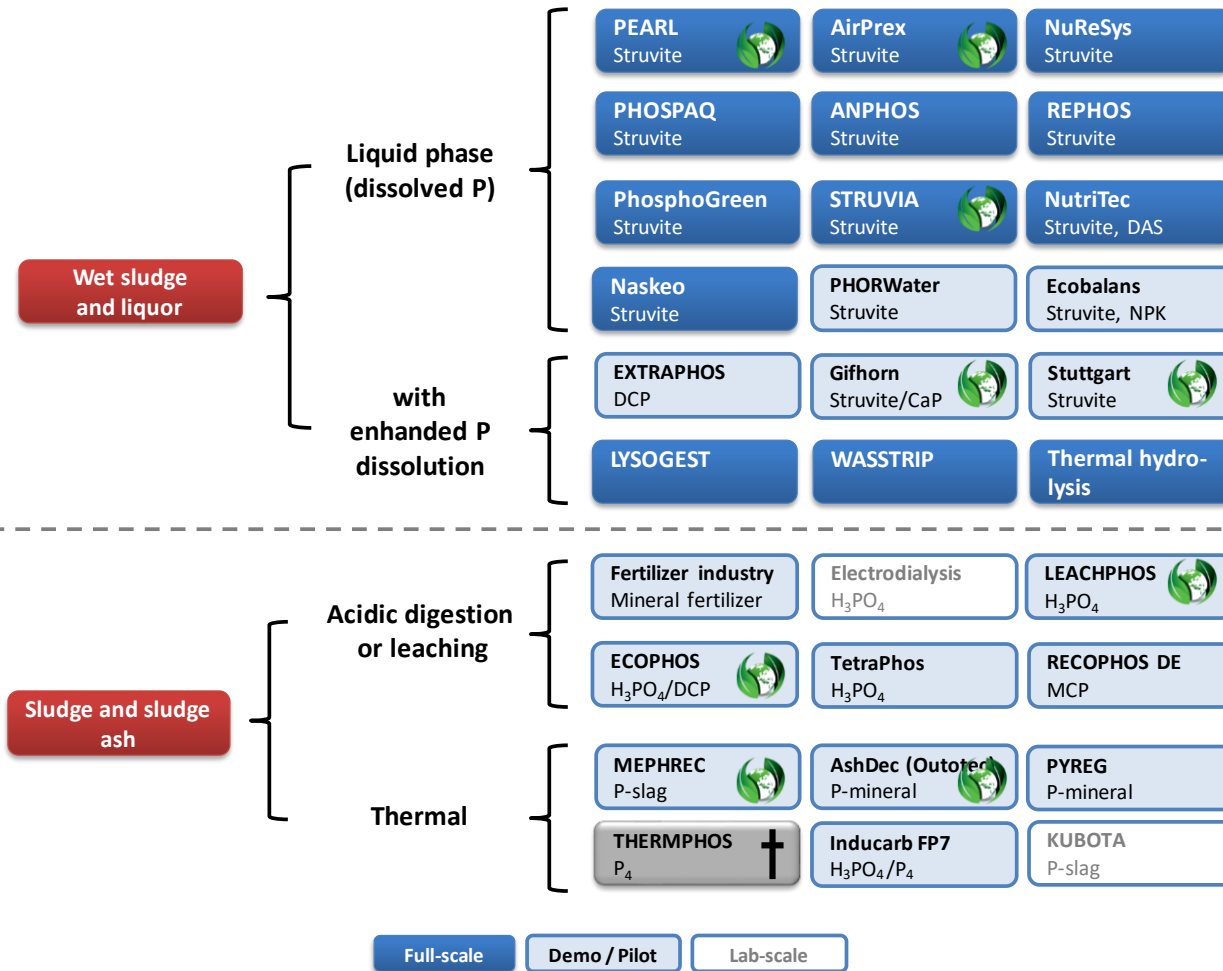 PEARL
Struvite
AirPrex
Struvite
NuReSys
Struvite
PHOSPAQ
Struvite
ANPHOS
Struvite
REPHOS
Struvite
Liquid phase
(dissolved P)
PhosphoGreen
Struvite
STRUVIA
Struvite
NutriTec
Struvite, DAS
Wet sludge
and liquor
Naskeo
Struvite
PHORWater
Struvite
Ecobalans
Struvite, NPK
with
enhanded P
dissolution
EXTRAPHOS
DCP
Gifhorn
Struvite/CaP
Stuttgart
Struvite
LYSOGEST
WASSTRIP
Thermal hydro-
lysis
Acidic digestion
or leaching
Fertilizer industry
Mineral fertilizer
Electrodialysis
H₃PO₄
LEACHPHOS
H₃PO₄
ECOPHOS
H₃PO₄/DCP
TetraPhos
H₃PO₄
RECOPHOS DE
MCP
Sludge and sludge
ash
Thermal
MEPHREC
P-slag
AshDec (Outotec)
P-mineral
PYREG
P-mineral
THERMPHOS
P₄
Inducarb FP7
H₃PO₄/P₄
KUBOTA
P-slag
Full-scale
Demo / Pilot
Lab-scale